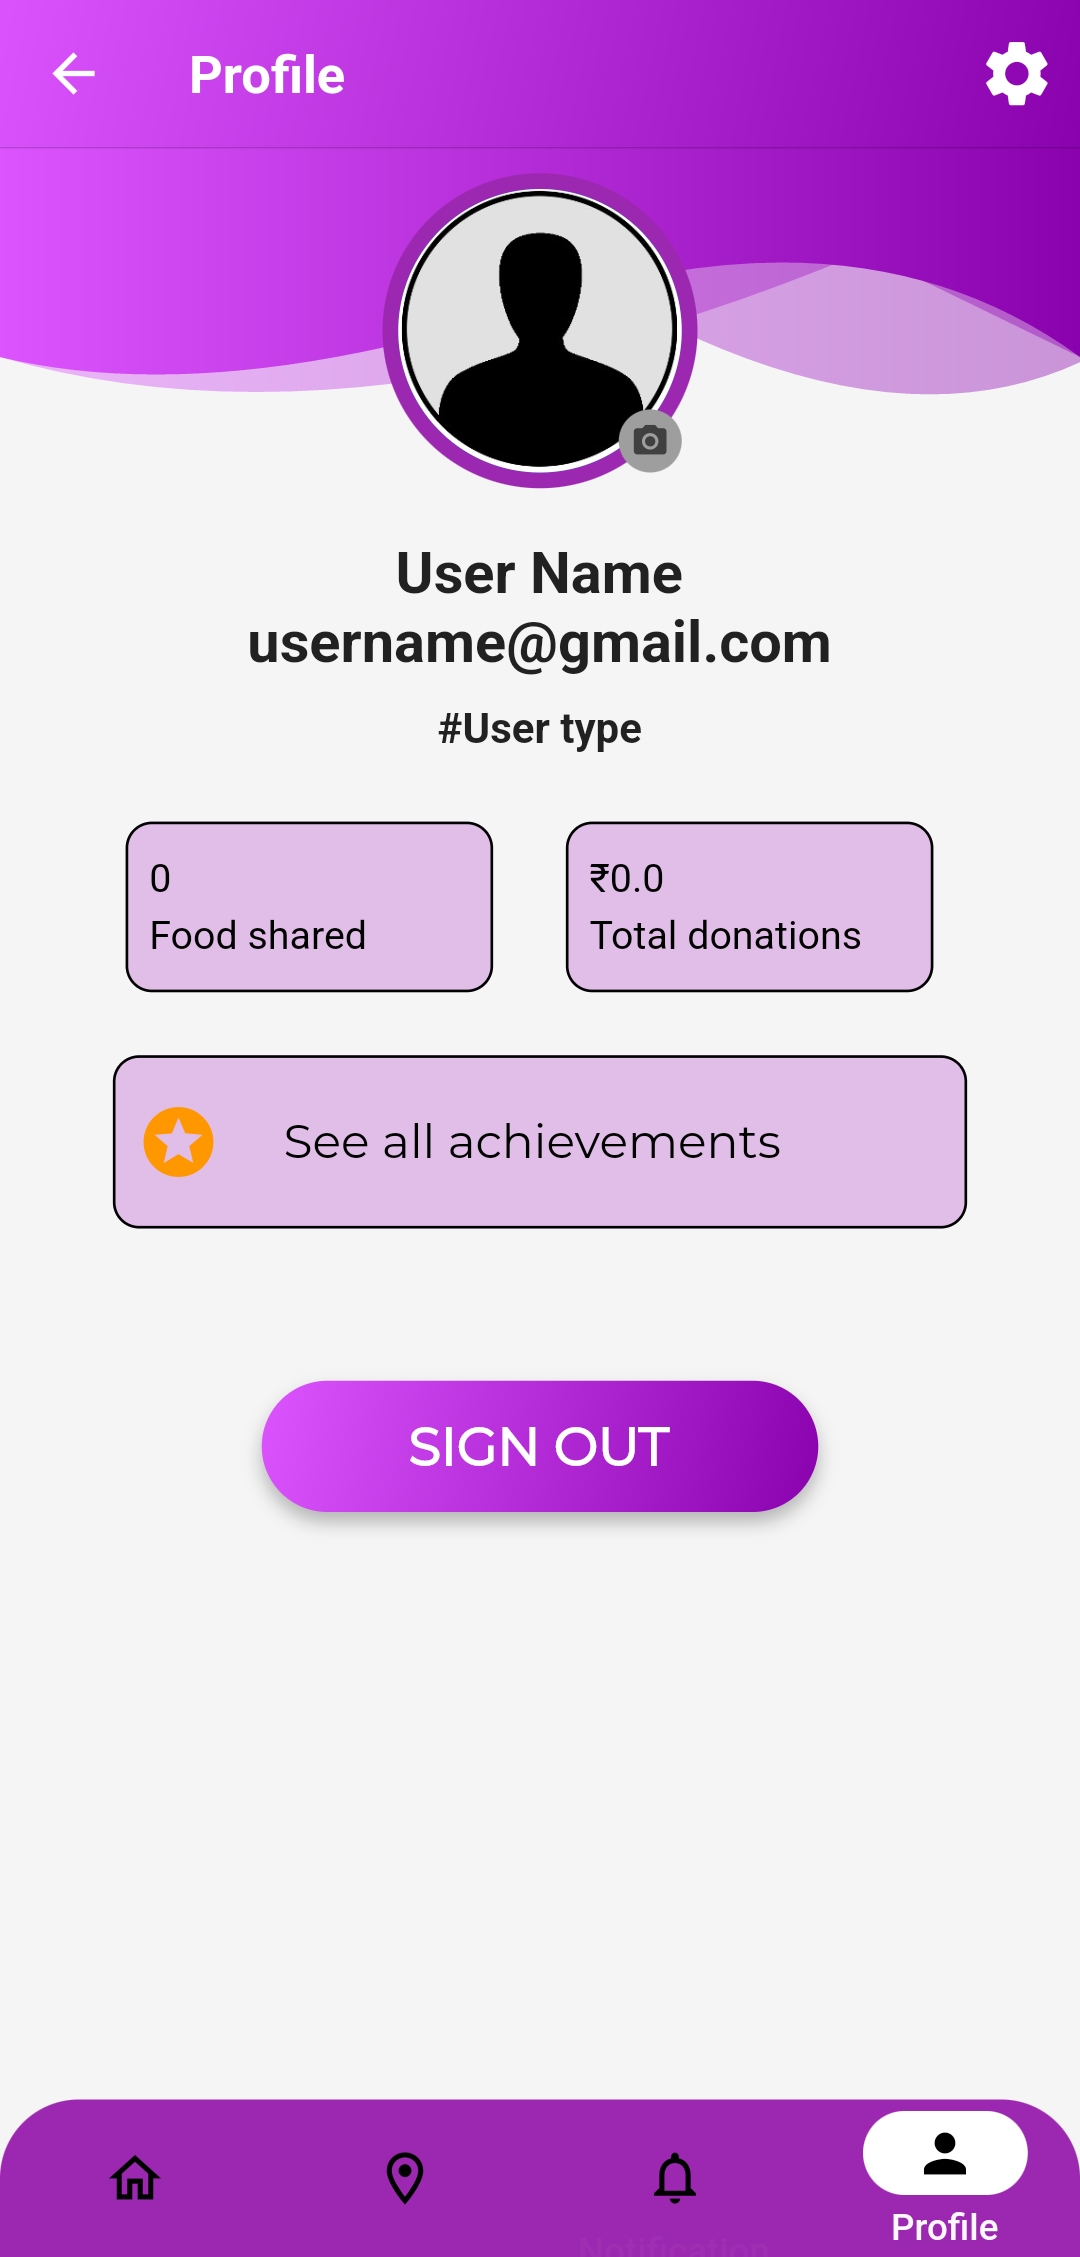 Profile
User Name
username@gmail.com
#User type
0
Food shared
₹0.0
Total donations
See all achievements
SIGN OUT
Notification
Profile